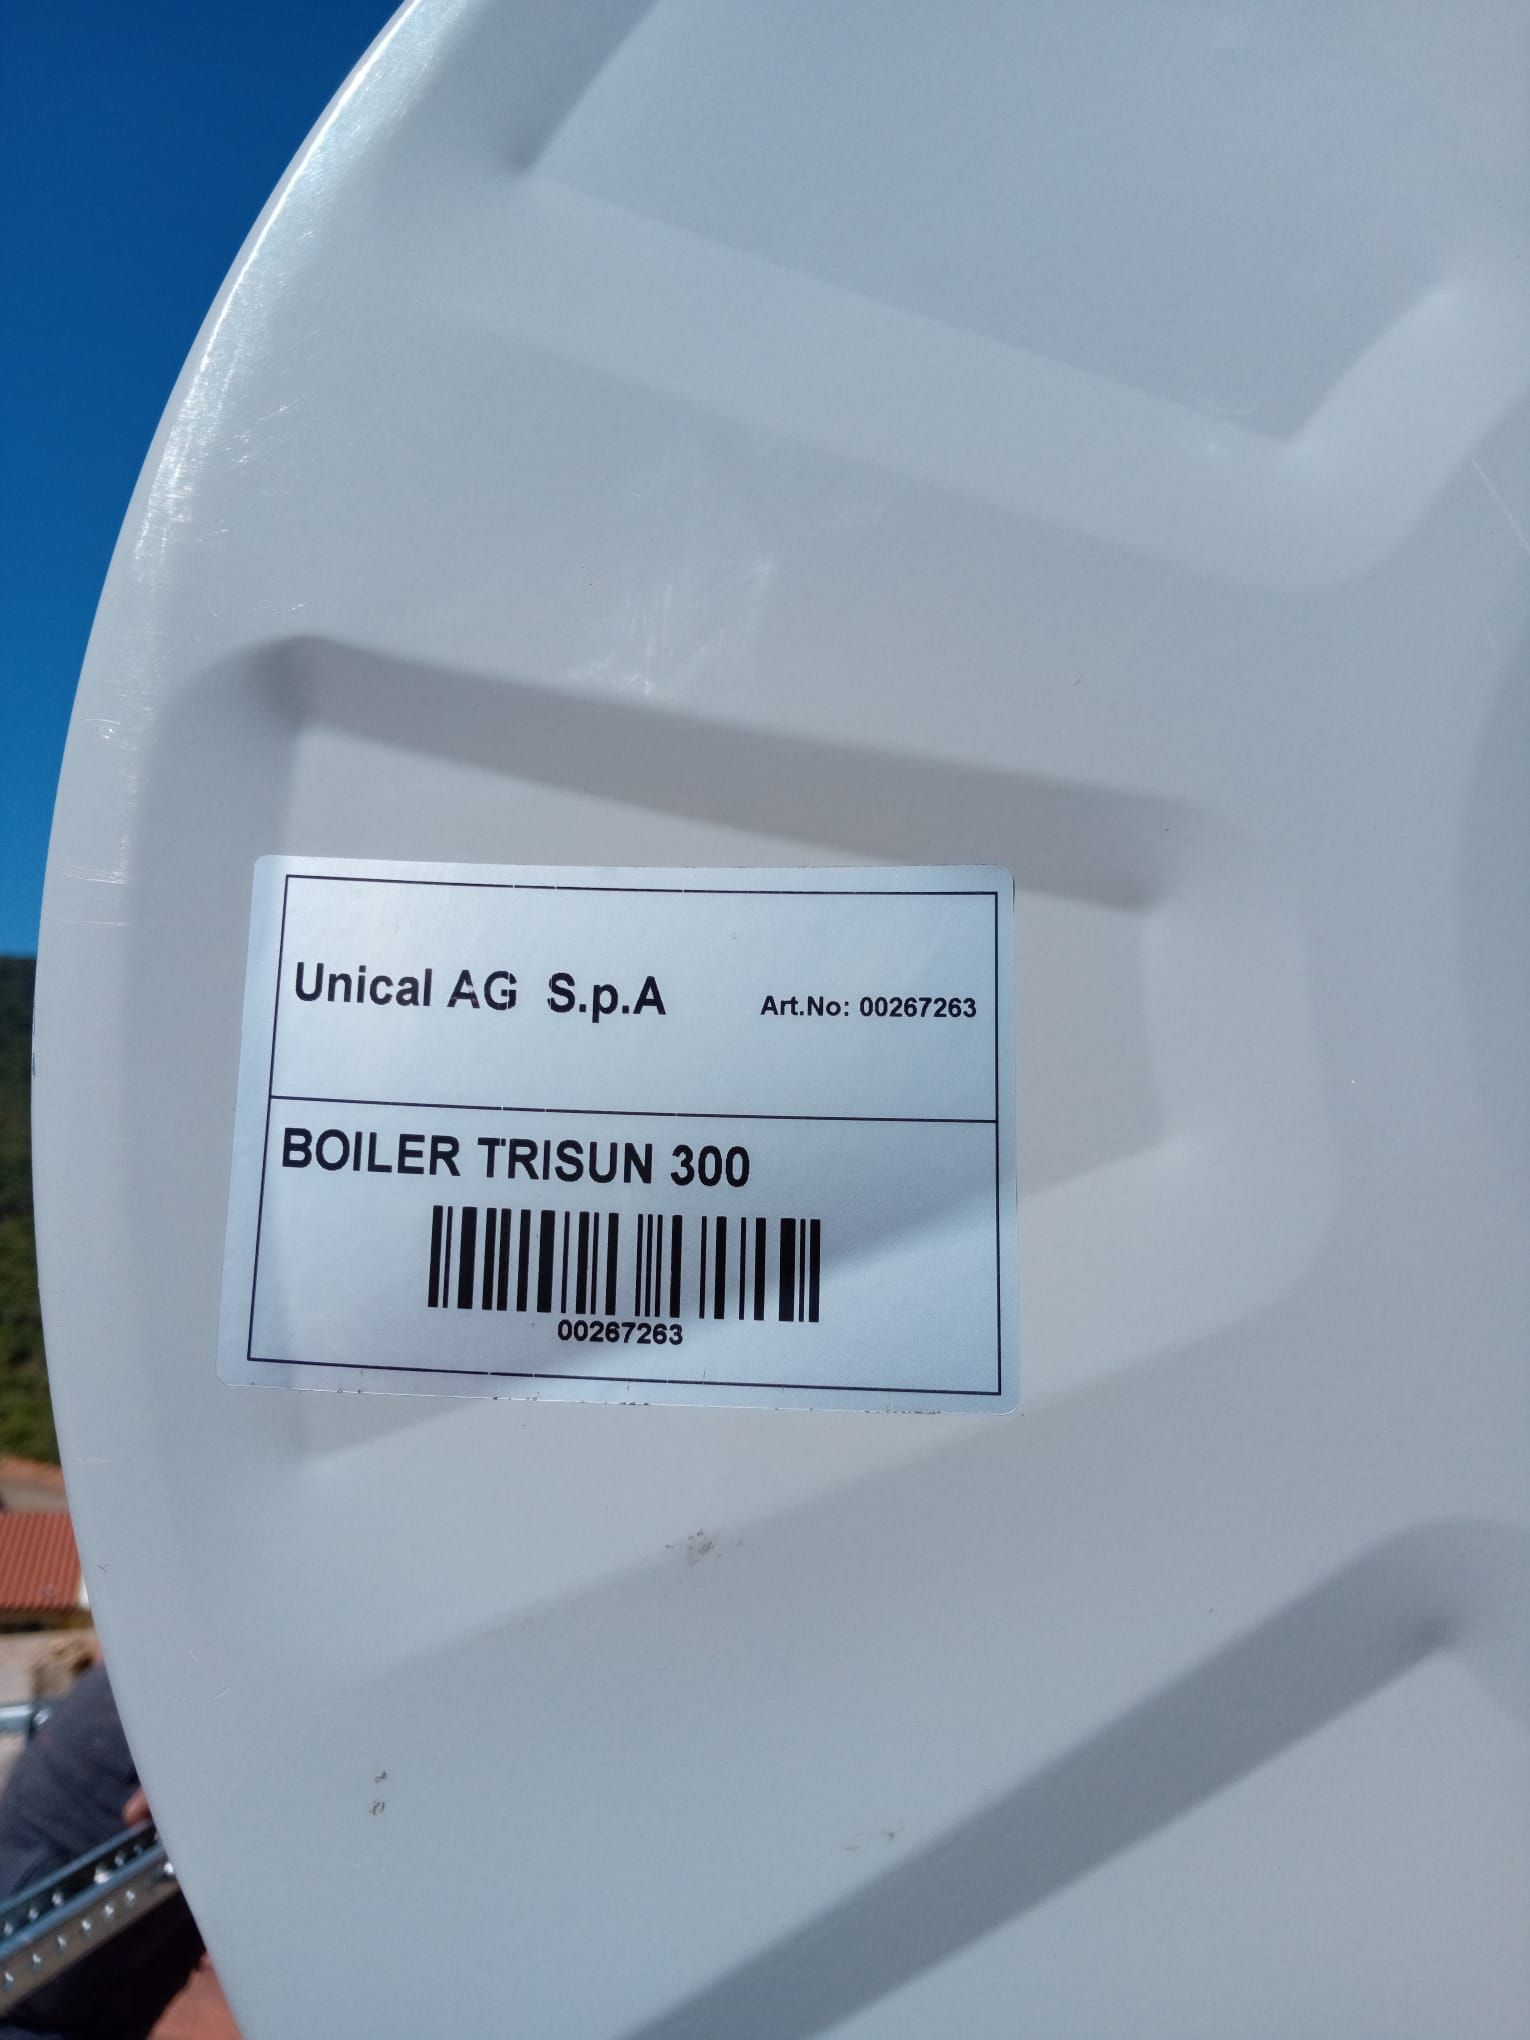 Unical AG S.p.A Art.No: 00267263
BOILER TRISUN 300
00267263